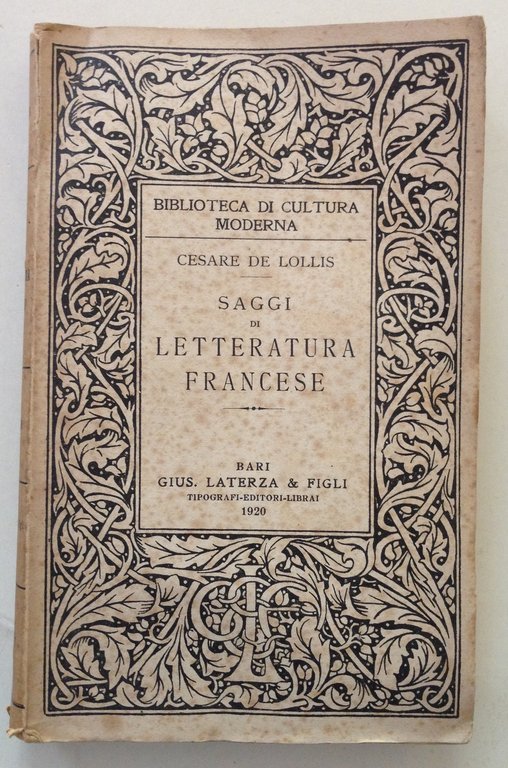 BIBLIOTECA DI CULTURA
MODERNA
CESARE DE LOLLIS
SAGGI
DI
LETTERATURA
FRANCESE
BARI
GIUS. LATERZA & FIGLI
TIPOGRAFI-EDITORI-LIBRAI
1920